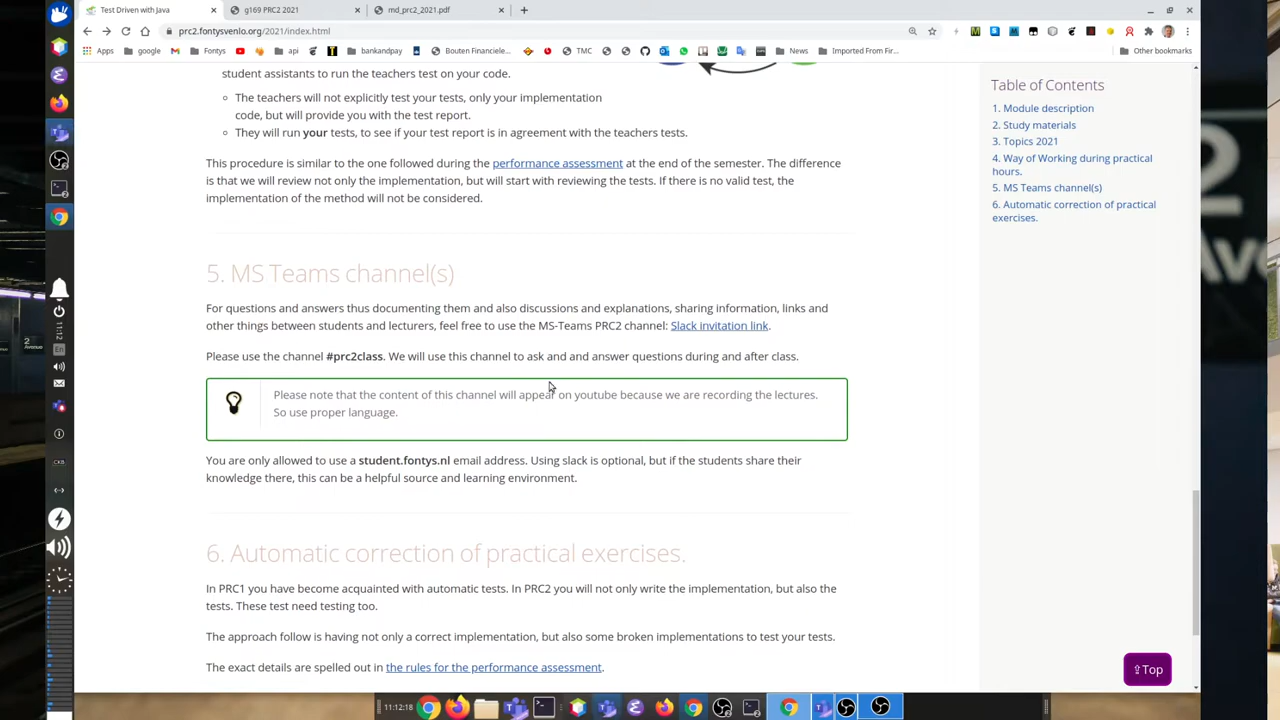 Test Driven with Java
g169 PRC2 2021
md_prc2_2021.pdf
prc2.fontysvenlo.org/2021/index.html
Apps
google
Fontys
api
bankandpay
Bouten Financiele...
TMC
News
Imported From Fir...
Other bookmarks
student assistants to run the teachers test on your code.
The teachers will not explicitly test your tests, only your implementation
code, but will provide you with the test report.
They will run your tests, to see if your test report is in agreement with the teachers tests.
This procedure is similar to the one followed during the performance assessment at the end of the semester. The difference
is that we will review not only the implementation, but will start with reviewing the tests. If there is no valid test, the
implementation of the method will not be considered.
5. MS Teams channel(s)
For questions and answers thus documenting them and also discussions and explanations, sharing information, links and
other things between students and lecturers, feel free to use the MS-Teams PRC2 channel: Slack invitation link.
Please use the channel #prc2class. We will use this channel to ask and and answer questions during and after class.
Please note that the content of this channel will appear on youtube because we are recording the lectures.
So use proper language.
You are only allowed to use a student.fontys.nl email address. Using slack is optional, but if the students share their
knowledge there, this can be a helpful source and learning environment.
6. Automatic correction of practical exercises.
In PRC1 you have become acquainted with automatic tests. In PRC2 you will not only write the implementation, but also the
tests. These test need testing too.
The approach follow is having not only a correct implementation, but also some broken implementations to test your tests.
The exact details are spelled out in the rules for the performance assessment.
Table of Contents
1. Module description
2. Study materials
3. Topics 2021
4. Way of Working during practical
hours.
5. MS Teams channel(s)
6. Automatic correction of practical
exercises.
⇧Top
11:12
En
CKB
11:12:18